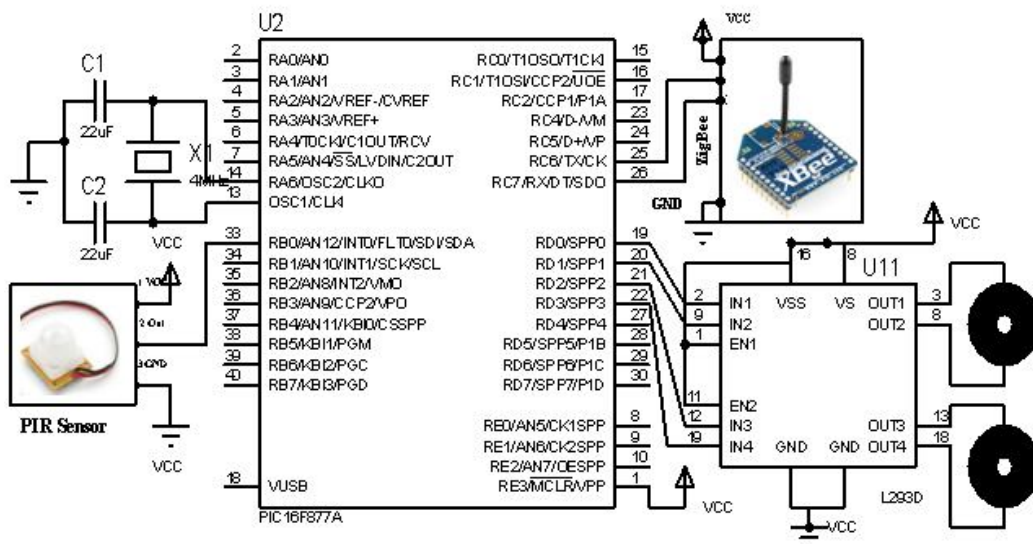 U2
VCC
C1
22uF
X1
4MHz
C2
22uF
VCC
2 RA0/AN0
3 RA1/AN1
4 RA2/AN2/VREF-/CVREF
5 RA3/AN3/VREF+
6 RA4/T0CKI/C1OUT/RCV
7 RA5/AN4/SS/LVDIN/C2OUT
14 RA6/OSC2/CLKO
13 OSC1/CLKI
33 RB0/AN12/INT0/FLT0/SDI/SDA
34 RB1/AN10/INT1/SCK/SCL
35 RB2/AN8/INT2/VMO
36 RB3/AN9/CCP2/VPO
37 RB4/AN11/KBI0/CSSPP
38 RB5/KBI1/PGM
39 RB6/KBI2/PGC
40 RB7/KBI3/PGD
18 VUSB
RC0/T1OSO/T1CKI 15
RC1/T1OSI/CCP2/UOE 16
RC2/CCP1/P1A 17
RC4/D-/VM 23
RC5/D+/VP 24
RC6/TX/CK 25
RC7/RX/DT/SDO 26
RD0/SPP0 19
RD1/SPP1 20
RD2/SPP2 21
RD3/SPP3 22
RD4/SPP4 27
RD5/SPP5/P1B 28
RD6/SPP6/P1C 29
RD7/SPP7/P1D 30
RE0/AN5/CK1SPP 8
RE1/AN6/CK2SPP 9
RE2/AN7/OESPP 10
RE3/MCLR/VPP 1
PIC16F877A
2 Out
3 GND
PIR Sensor
VCC
ZigBee
XBee
GND
VCC
U11
16
8
2 IN1
9 IN2
1 EN1
11 EN2
12 IN3
19 IN4
VSS
VS
OUT1 3
OUT2 8
OUT3 13
OUT4 18
GND
GND
L293D
VCC
VCC